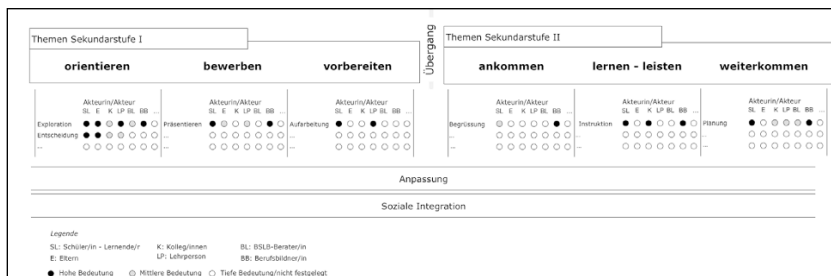 Themen Sekundarstufe I
Übergang
Themen Sekundarstufe II
orientieren bewerben vorbereiten ankommen lernen - leisten weiterkommen
Akteurin/Akteur Akteurin/Akteur Akteurin/Akteur Akteurin/Akteur Akteurin/Akteur Akteurin/Akteur
SL E K LP BL BB ... SL E K LP BL BB ... SL E K LP BL BB ... SL E K LP BL BB ... SL E K LP BL BB ... SL E K LP BL BB ...
Exploration Präsentieren Aufarbeitung Begrüssung Instruktion Planung
Entscheidung ... ... ... ... ...
... ... ... ... ... ...
Anpassung
Soziale Integration
Legende
SL: Schüler/in - Lernende/r K: Kolleg/innen BL: BSLB-Berater/in
E: Eltern LP: Lehrperson BB: Berufsbildner/in
Hohe Bedeutung Mittlere Bedeutung Tiefe Bedeutung/nicht festgelegt